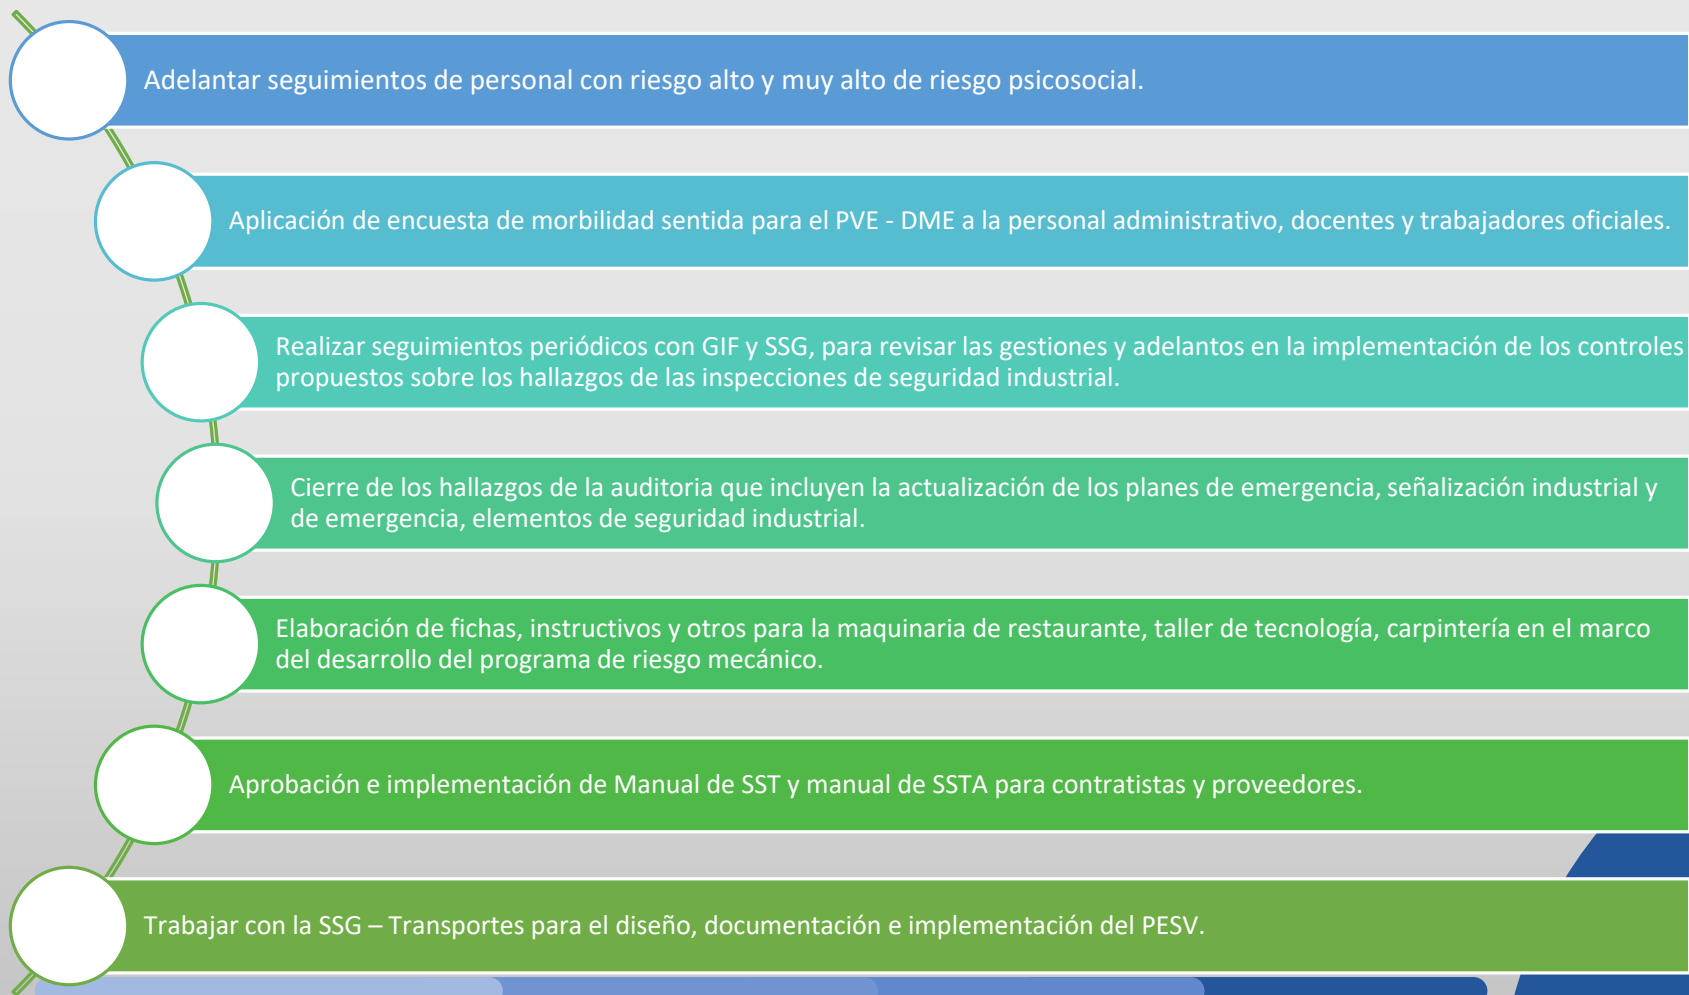 Adelantar seguimientos de personal con riesgo alto y muy alto de riesgo psicosocial.
Aplicación de encuesta de morbilidad sentida para el PVE - DME a la personal administrativo, docentes y trabajadores oficiales.
Realizar seguimientos periódicos con GIF y SSG, para revisar las gestiones y adelantos en la implementación de los controles
propuestos sobre los hallazgos de las inspecciones de seguridad industrial.
Cierre de los hallazgos de la auditoria que incluyen la actualización de los planes de emergencia, señalización industrial y
de emergencia, elementos de seguridad industrial.
Elaboración de fichas, instructivos y otros para la maquinaria de restaurante, taller de tecnología, carpintería en el marco
del desarrollo del programa de riesgo mecánico.
Aprobación e implementación de Manual de SST y manual de SSTA para contratistas y proveedores.
Trabajar con la SSG – Transportes para el diseño, documentación e implementación del PESV.